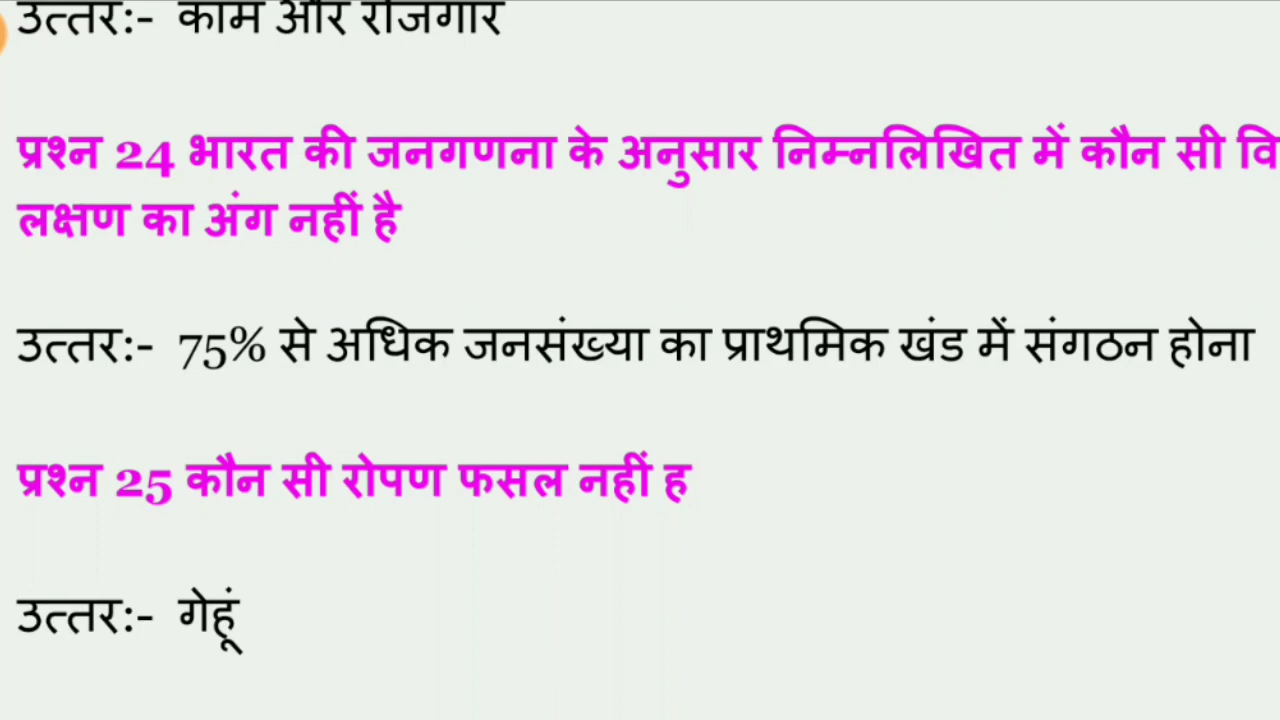 उत्तर:- काम और रोजगार
प्रश्न 24 भारत की जनगणना के अनुसार निम्नलिखित में कौन सी वि
लक्षण का अंग नहीं है
उत्तर:- 75% से अधिक जनसंख्या का प्राथमिक खंड में संगठन होना
प्रश्न 25 कौन सी रोपण फसल नहीं ह
उत्तर:- गेहूं